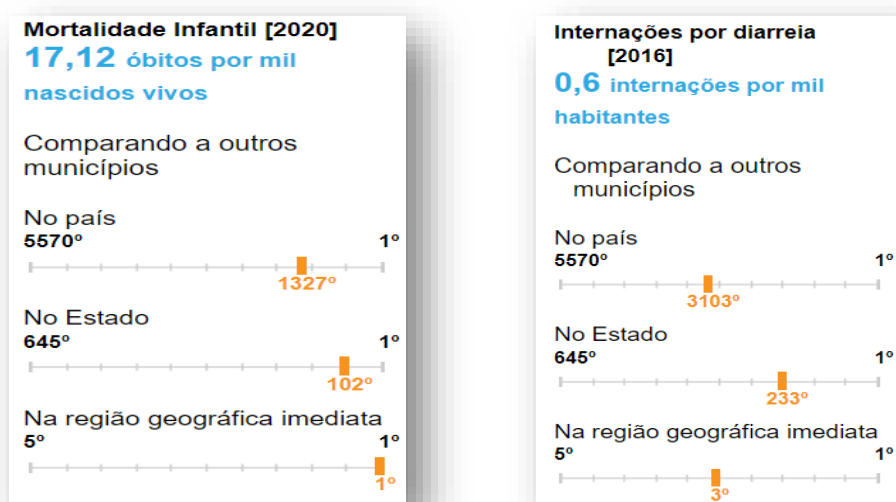 Mortalidade Infantil [2020]
17,12 óbitos por mil
nascidos vivos
Comparando a outros
municípios
No país
5570º 1º
1327º
No Estado
645º 1º
102º
Na região geográfica imediata
5º 1º
1º
Internações por diarreia
[2016]
0,6 internações por mil
habitantes
Comparando a outros
municípios
No país
5570º 1º
3103º
No Estado
645º 1º
233º
Na região geográfica imediata
5º 1º
3º